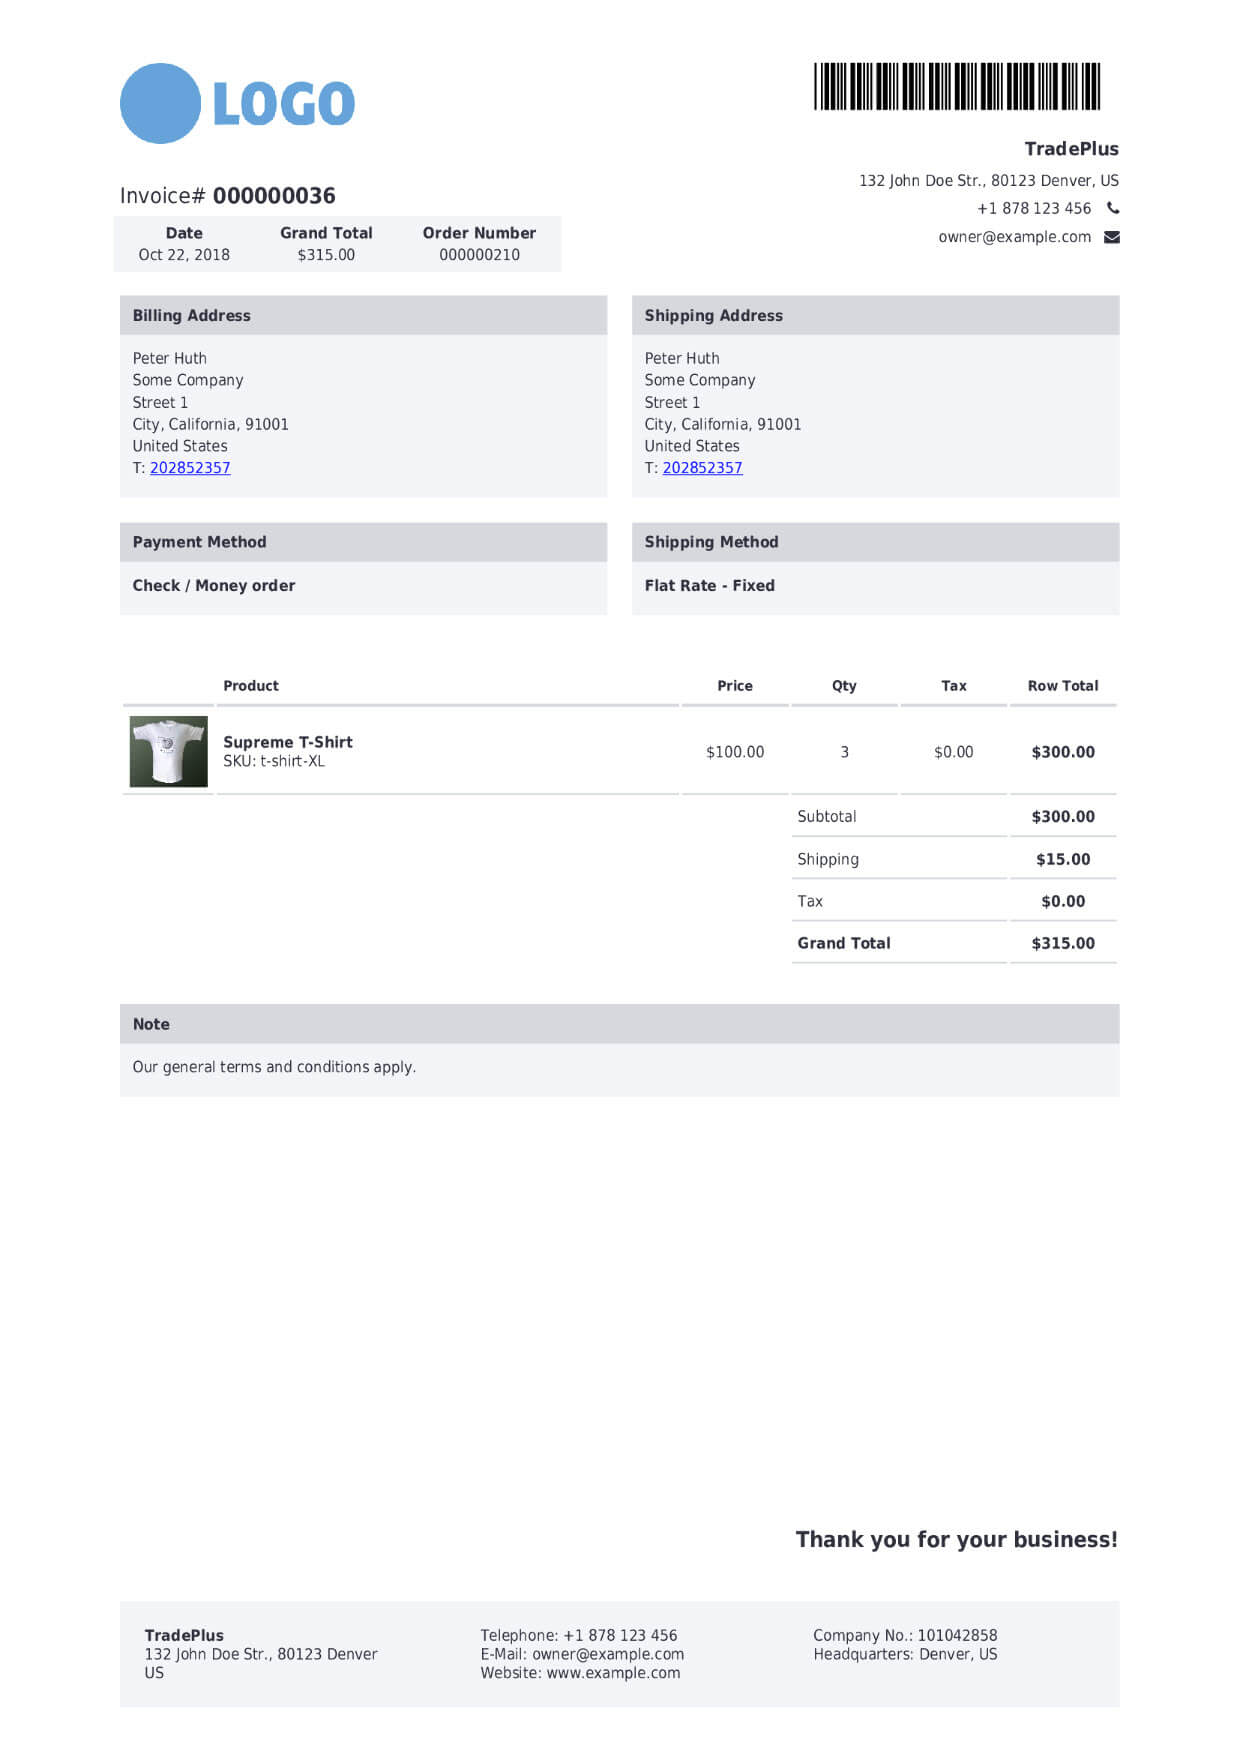 LOGO
TradePlus
132 John Doe Str., 80123 Denver, US
+1 878 123 456
owner@example.com
Invoice# 000000036
Date Grand Total Order Number
Oct 22, 2018 $315.00 000000210
Billing Address
Peter Huth
Some Company
Street 1
City, California, 91001
United States
T: 202852357
Shipping Address
Peter Huth
Some Company
Street 1
City, California, 91001
United States
T: 202852357
Payment Method
Check / Money order
Shipping Method
Flat Rate - Fixed
Product Price Qty Tax Row Total
Supreme T-Shirt
SKU: t-shirt-XL
$100.00 3 $0.00 $300.00
Subtotal $300.00
Shipping $15.00
Tax $0.00
Grand Total $315.00
Note
Our general terms and conditions apply.
Thank you for your business!
TradePlus
132 John Doe Str., 80123 Denver
US
Telephone: +1 878 123 456
E-Mail: owner@example.com
Website: www.example.com
Company No.: 101042858
Headquarters: Denver, US